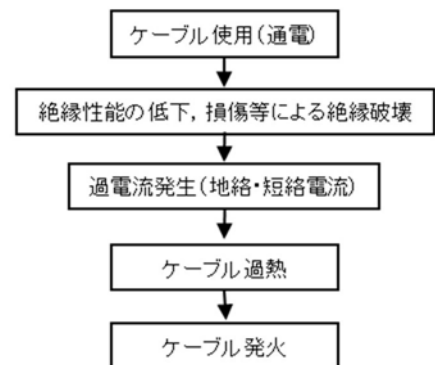 ケーブル使用（通電）
絶縁性能の低下，損傷等による絶縁破壊
過電流発生（地絡・短絡電流）
ケーブル過熱
ケーブル発火